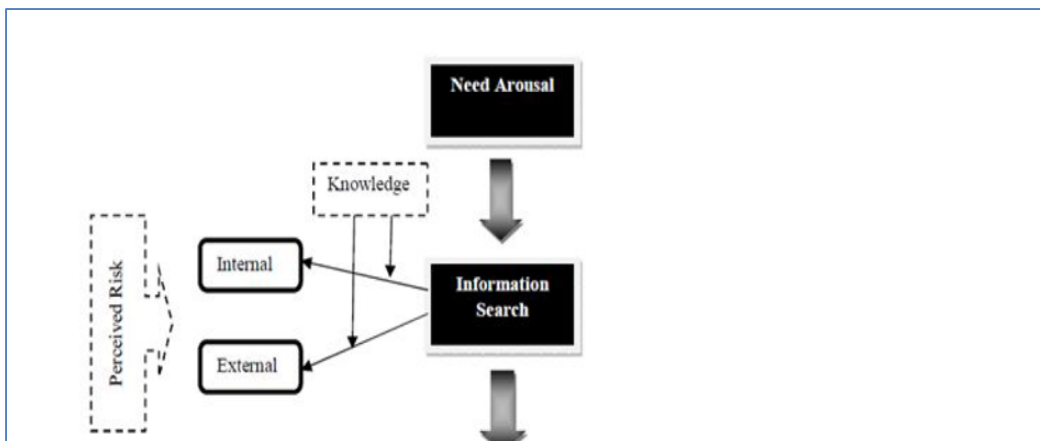 Need Arousal
Knowledge
Perceived Risk
Internal
Information
Search
External